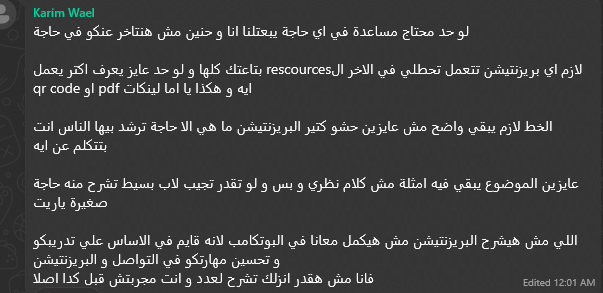 Karim Wael
لو حد محتاج مساعدة في اي حاجة يبعتلنا انا و حنين مش هنتاخر عنكو في حاجة
لازم اي بريزنتيشن تتعمل تحطلي في الاخر الrescources بتاعتك كلها و لو حد عايز يعرف اكتر يعمل
ايه و هكذا يا اما لينكات pdf او qr code
الخط لازم يبقي واضح مش عايزين حشو كتير البريزنتيشن ما هي الا حاجة ترشد بيها الناس انت
بتتكلم عن ايه
عايزين الموضوع يبقي فيه امثلة مش كلام نظري و بس و لو تقدر تجيب لاب بسيط تشرح منه حاجة
صغيرة ياريت
اللي مش هيشرح البريزنتيشن مش هيكمل معانا في البوتكامب لانه قايم في الاساس علي تدريبكو
و تحسين مهارتكو في التواصل و البريزنتيشن
فانا مش هقدر انزلك تشرح لعدد و انت مجربتش قبل كدا اصلا
Edited 12:01 AM